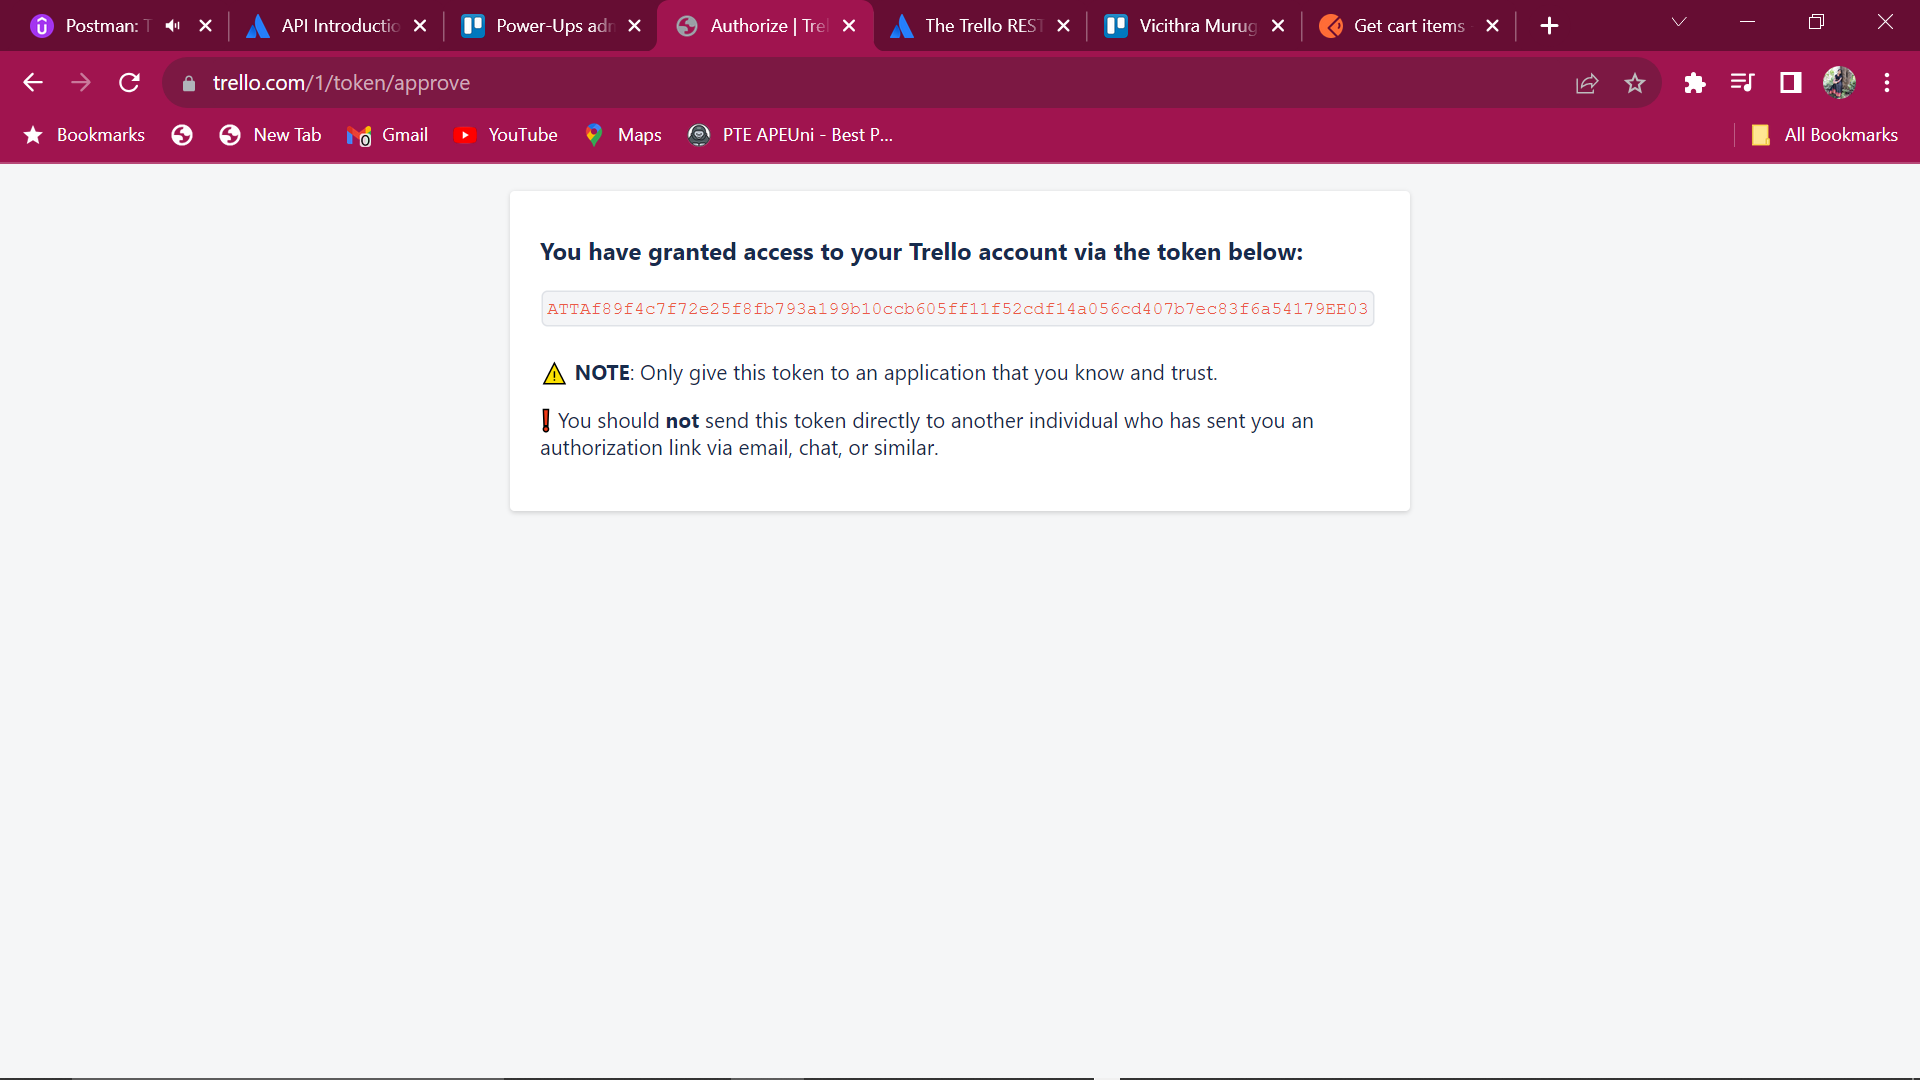 Postman: T
API Introductio
Power-Ups adn
Authorize | Trel
The Trello REST
Vicithra Murug
Get cart items -
trello.com/1/token/approve
Bookmarks
New Tab
0
Gmail
YouTube
Maps
PTE APEUni - Best P...
All Bookmarks
You have granted access to your Trello account via the token below:
ATTAf89f4c7f72e25f8fb793a199b10ccb605ff11f52cdf14a056cd407b7ec83f6a54179EE03
NOTE: Only give this token to an application that you know and trust.
You should not send this token directly to another individual who has sent you an
authorization link via email, chat, or similar.